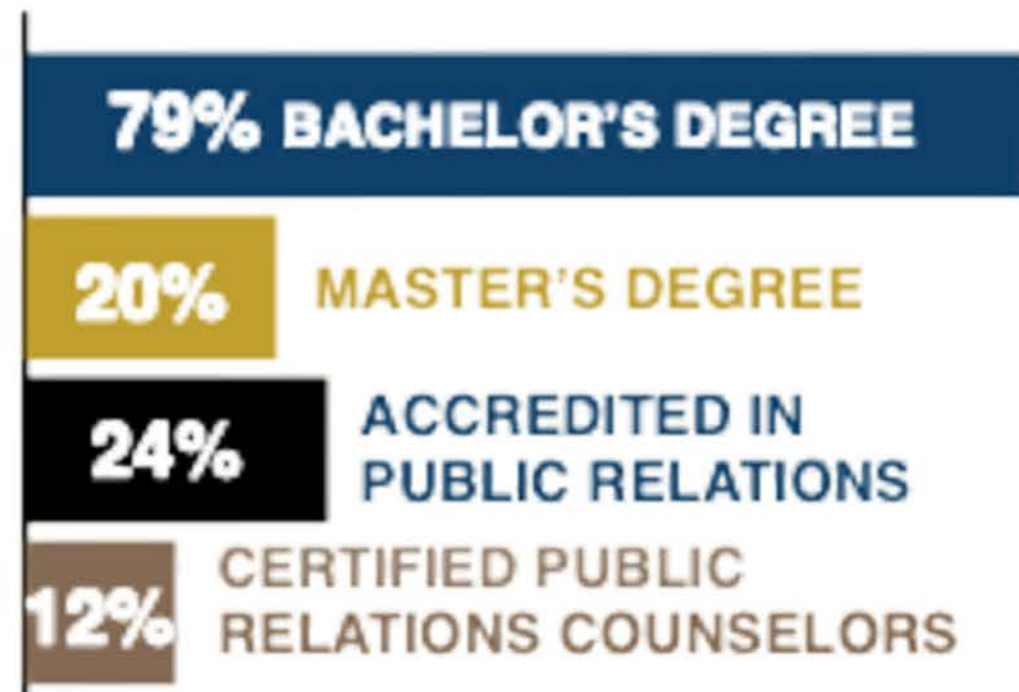 79% BACHELOR'S DEGREE
20% MASTER'S DEGREE
24% ACCREDITED IN
PUBLIC RELATIONS
12% CERTIFIED PUBLIC
RELATIONS COUNSELORS